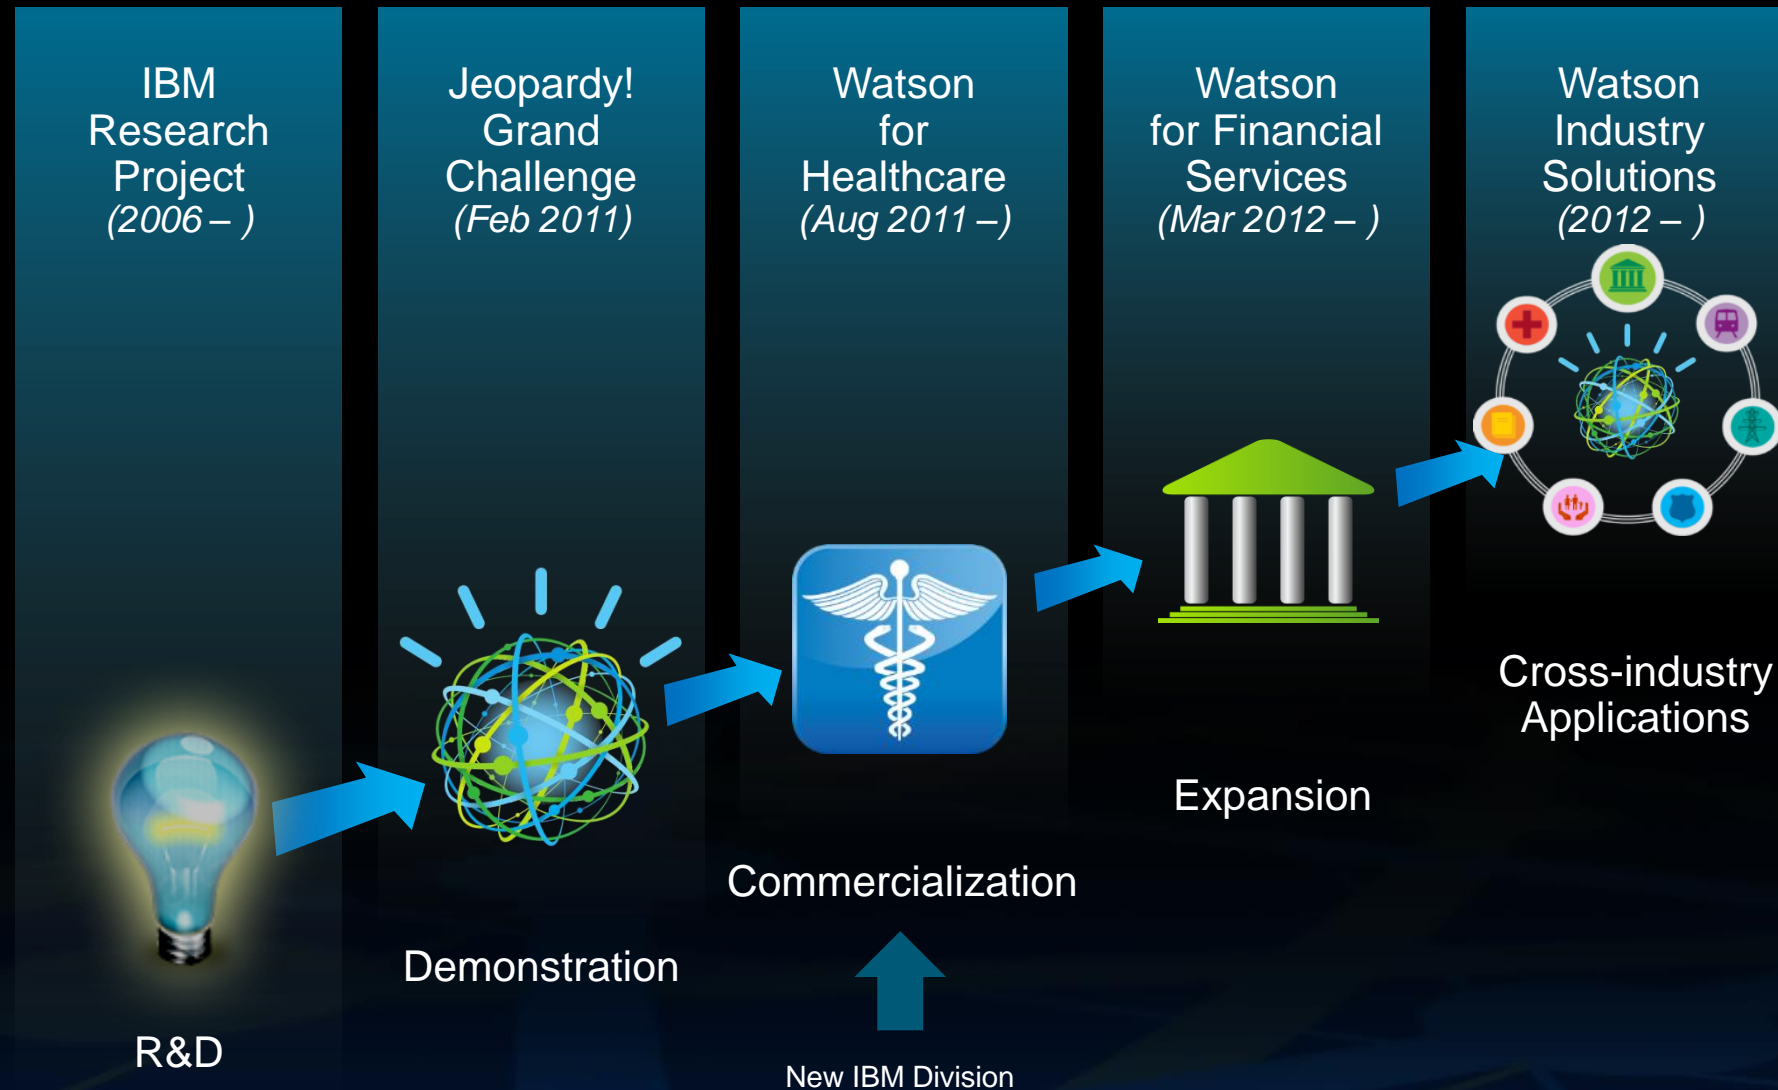 IBM
Research
Project
(2006 – )
Jeopardy!
Grand
Challenge
(Feb 2011)
Watson
for
Healthcare
(Aug 2011 –)
Watson
for Financial
Services
(Mar 2012 – )
Watson
Industry
Solutions
(2012 – )
R&D
Demonstration
Commercialization
New IBM Division
Expansion
Cross-industry
Applications